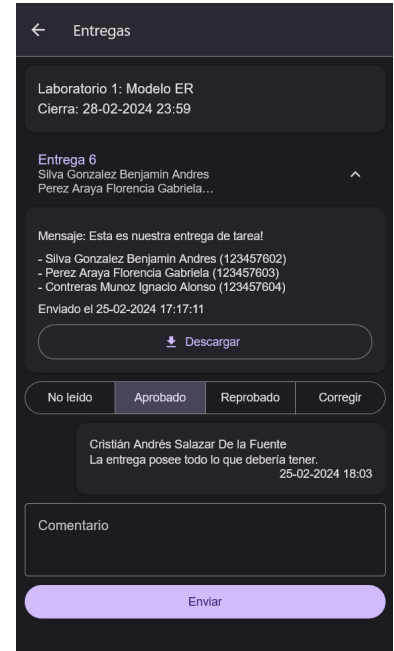 Entregas
Laboratorio 1: Modelo ER
Cierra: 28-02-2024 23:59
Entrega 6
Silva Gonzalez Benjamin Andres
Perez Araya Florencia Gabriela...
Mensaje: Esta es nuestra entrega de tarea!
- Silva Gonzalez Benjamin Andres (123457602)
- Perez Araya Florencia Gabriela (123457603)
- Contreras Munoz Ignacio Alonso (123457604)
Enviado el 25-02-2024 17:17:11
Descargar
No leído Aprobado Reprobado Corregir
Cristián Andrés Salazar De la Fuente
La entrega posee todo lo que debería tener.
25-02-2024 18:03
Comentario
Enviar